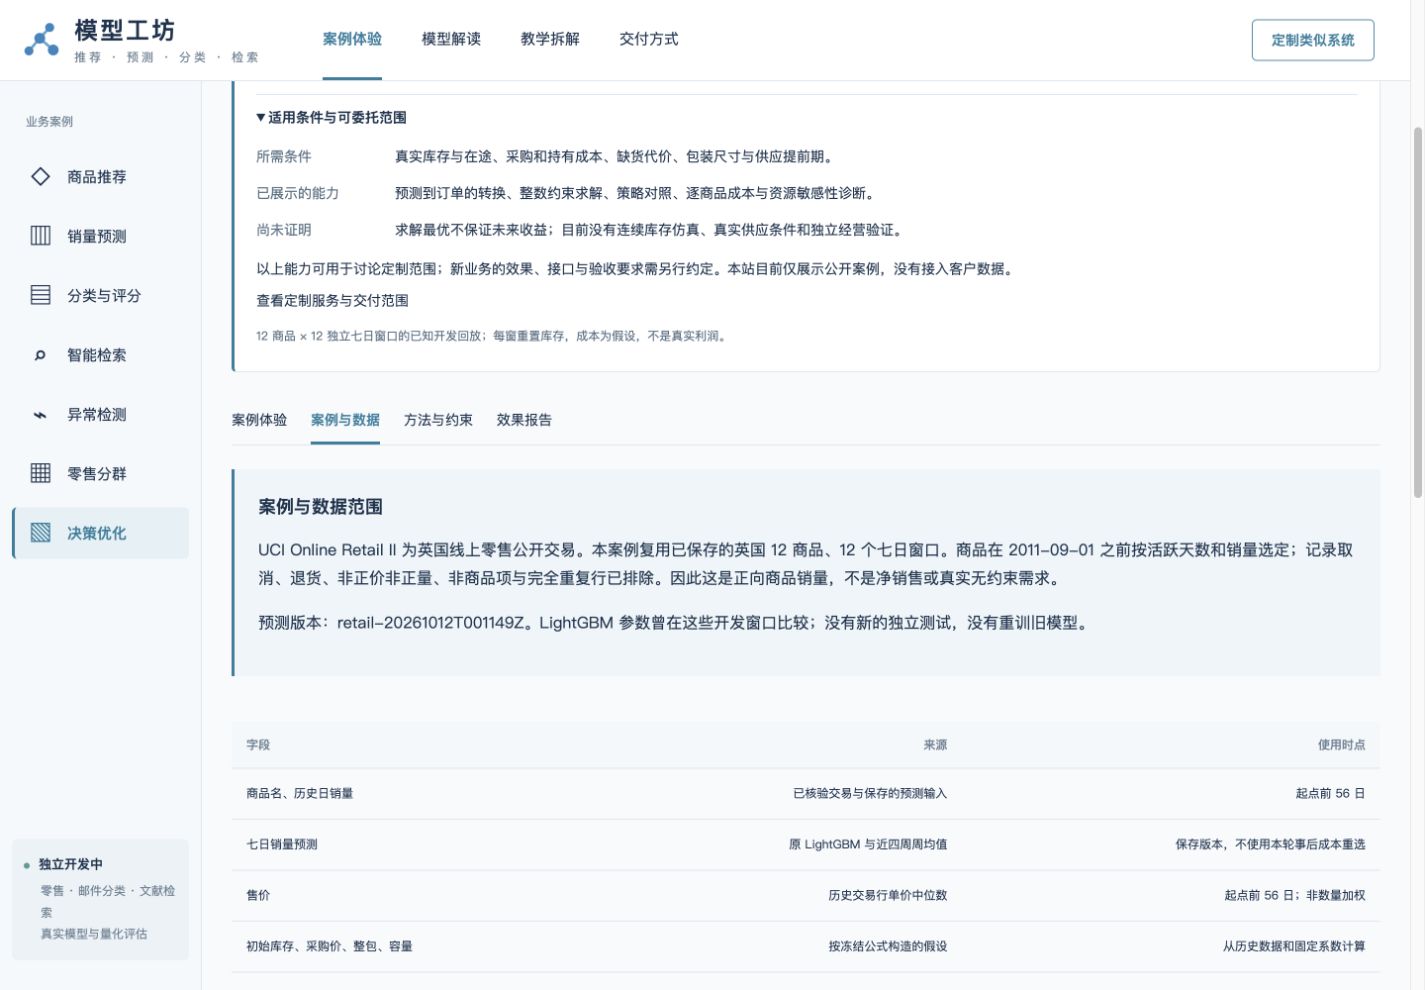 模型工坊
推荐 · 预测 · 分类 · 检索
案例体验
模型解读
教学拆解
交付方式
定制类似系统
业务案例
商品推荐
销量预测
分类与评分
智能检索
异常检测
零售分群
决策优化
独立开发中
零售 · 邮件分类 · 文献检
索
真实模型与量化评估
▼适用条件与可委托范围
所需条件 真实库存与在途、采购和持有成本、缺货代价、包装尺寸与供应提前期。
已展示的能力 预测到订单的转换、整数约束求解、策略对照、逐商品成本与资源敏感性诊断。
尚未证明 求解最优不保证未来收益；目前没有连续库存仿真、真实供应条件和独立经营验证。
以上能力可用于讨论定制范围；新业务的效果、接口与验收要求需另行约定。本站目前仅展示公开案例，没有接入客户数据。
查看定制服务与交付范围
12 商品 × 12 独立七日窗口的已知开发回放；每窗重置库存，成本为假设，不是真实利润。
案例体验 案例与数据 方法与约束 效果报告
案例与数据范围
UCI Online Retail II 为英国线上零售公开交易。本案例复用已保存的英国 12 商品、12 个七日窗口。商品在 2011-09-01 之前按活跃天数和销量选定；记录取
消、退货、非正价非正量、非商品项与完全重复行已排除。因此这是正向商品销量，不是净销售或真实无约束需求。
预测版本：retail-20261012T001149Z。LightGBM 参数曾在这些开发窗口比较；没有新的独立测试，没有重训旧模型。
字段 来源 使用时点
商品名、历史日销量 已核验交易与保存的预测输入 起点前 56 日
七日销量预测 原 LightGBM 与近四周周均值 保存版本，不使用本轮事后成本重选
售价 历史交易行单价中位数 起点前 56 日；非数量加权
初始库存、采购价、整包、容量 按冻结公式构造的假设 从历史数据和固定系数计算